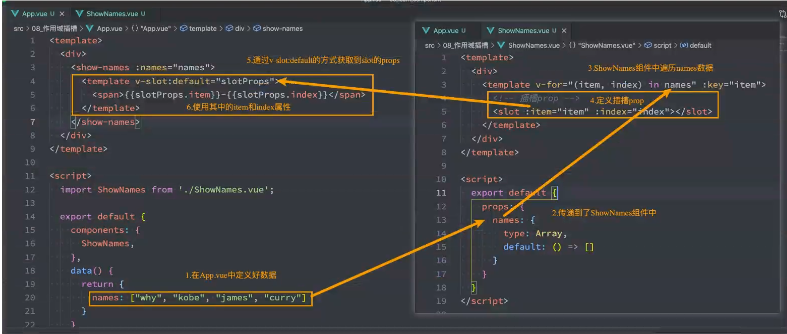 App.vue U
ShowNames.vue U
src > 08_作用域插槽 > App.vue > {} "App.vue" > template > div > show-names
1 <template>
2 <div>
3 <show-names :names="names">
4 <template v-slot:default="slotProps">
5 <span>{{slotProps.item}}-{{slotProps.index}}</span>
6 </template>
7 </show-names>
8 </div>
9 </template>
10
11 <script>
12 import ShowNames from './ShowNames.vue';
13
14 export default {
15 components: {
16 ShowNames,
17 },
18 data() {
19 return {
20 names: ["why", "kobe", "james", "curry"]
21 }
22 }
5.通过v-slot:default的方式获取到slot的props
6.使用其中的item和index属性
1.在App.vue中定义好数据
App.vue U
ShowNames.vue U ×
src > 08_作用域插槽 > ShowNames.vue > {} "ShowNames.vue" > script > default
1 <template>
2 <div>
3 <template v-for="(item, index) in names" :key="item">
4 插槽prop -->
5 <slot :item="item" :index="index"></slot>
6 </template>
7 </div>
8 </template>
9
10 <script>
11 export default {
12 props: {
13 names: {
14 type: Array,
15 default: () => []
16 }
17 }
18 }
19 </script>
3.ShowNames组件中遍历names数据
4.定义插槽prop
2.传递到了ShowNames组件中